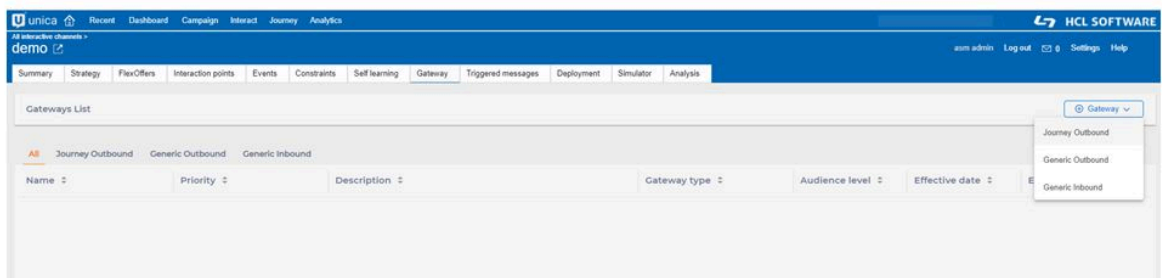 unica Recent Dashboard Campaign Interact Journey Analytics HCL SOFTWARE
All interactive channels >
demo asm admin Log out 0 Settings Help
Summary Strategy FlexOffers Interaction points Events Constraints Self learning Gateway Triggered messages Deployment Simulator Analysis
Gateways List Gateway
Journey Outbound
All Journey Outbound Generic Outbound Generic Inbound
Generic Outbound
Name Priority Description Gateway type Audience level Effective date E
Generic Inbound